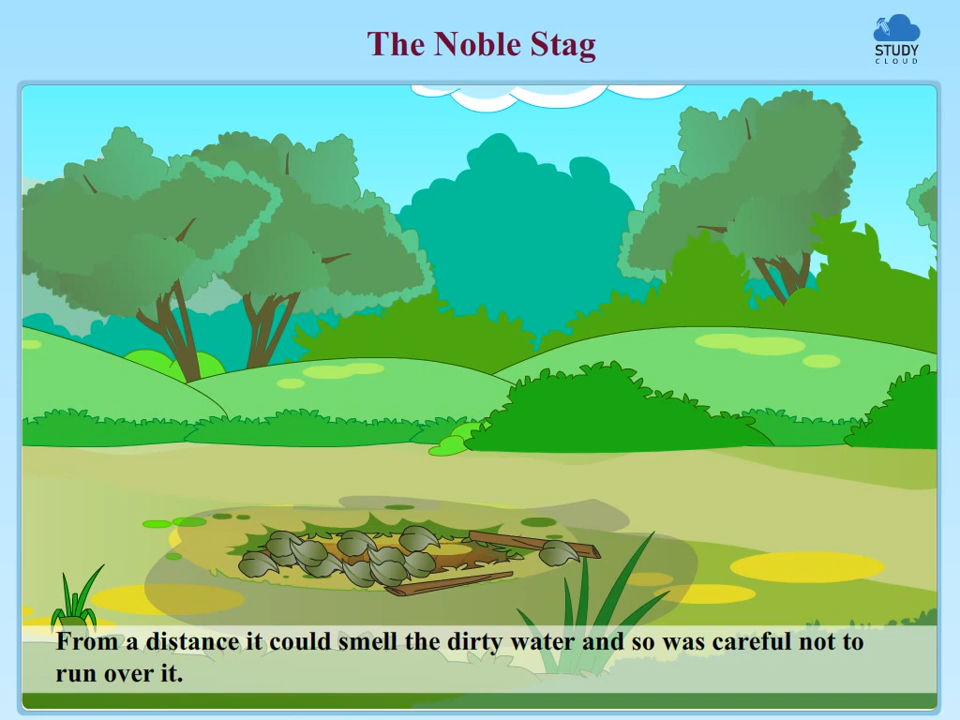 The Noble Stag
STUDY
CLOUD
From a distance it could smell the dirty water and so was careful not to
run over it.